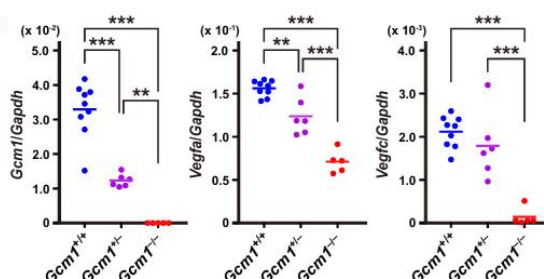 ***
***
**
(x 10⁻²)
Gcm1/Gapdh
5.0
4.0
3.0
2.0
1.0
0
Gcm1⁺/⁺
Gcm1⁺/⁻
Gcm1⁻/⁻
***
**
***
(x 10⁻¹)
Vegfa/Gapdh
2.0
1.5
1.0
0.5
0
Gcm1⁺/⁺
Gcm1⁺/⁻
Gcm1⁻/⁻
***
***
(x 10⁻³)
Vegfc/Gapdh
4.0
3.0
2.0
1.0
0
Gcm1⁺/⁺
Gcm1⁺/⁻
Gcm1⁻/⁻